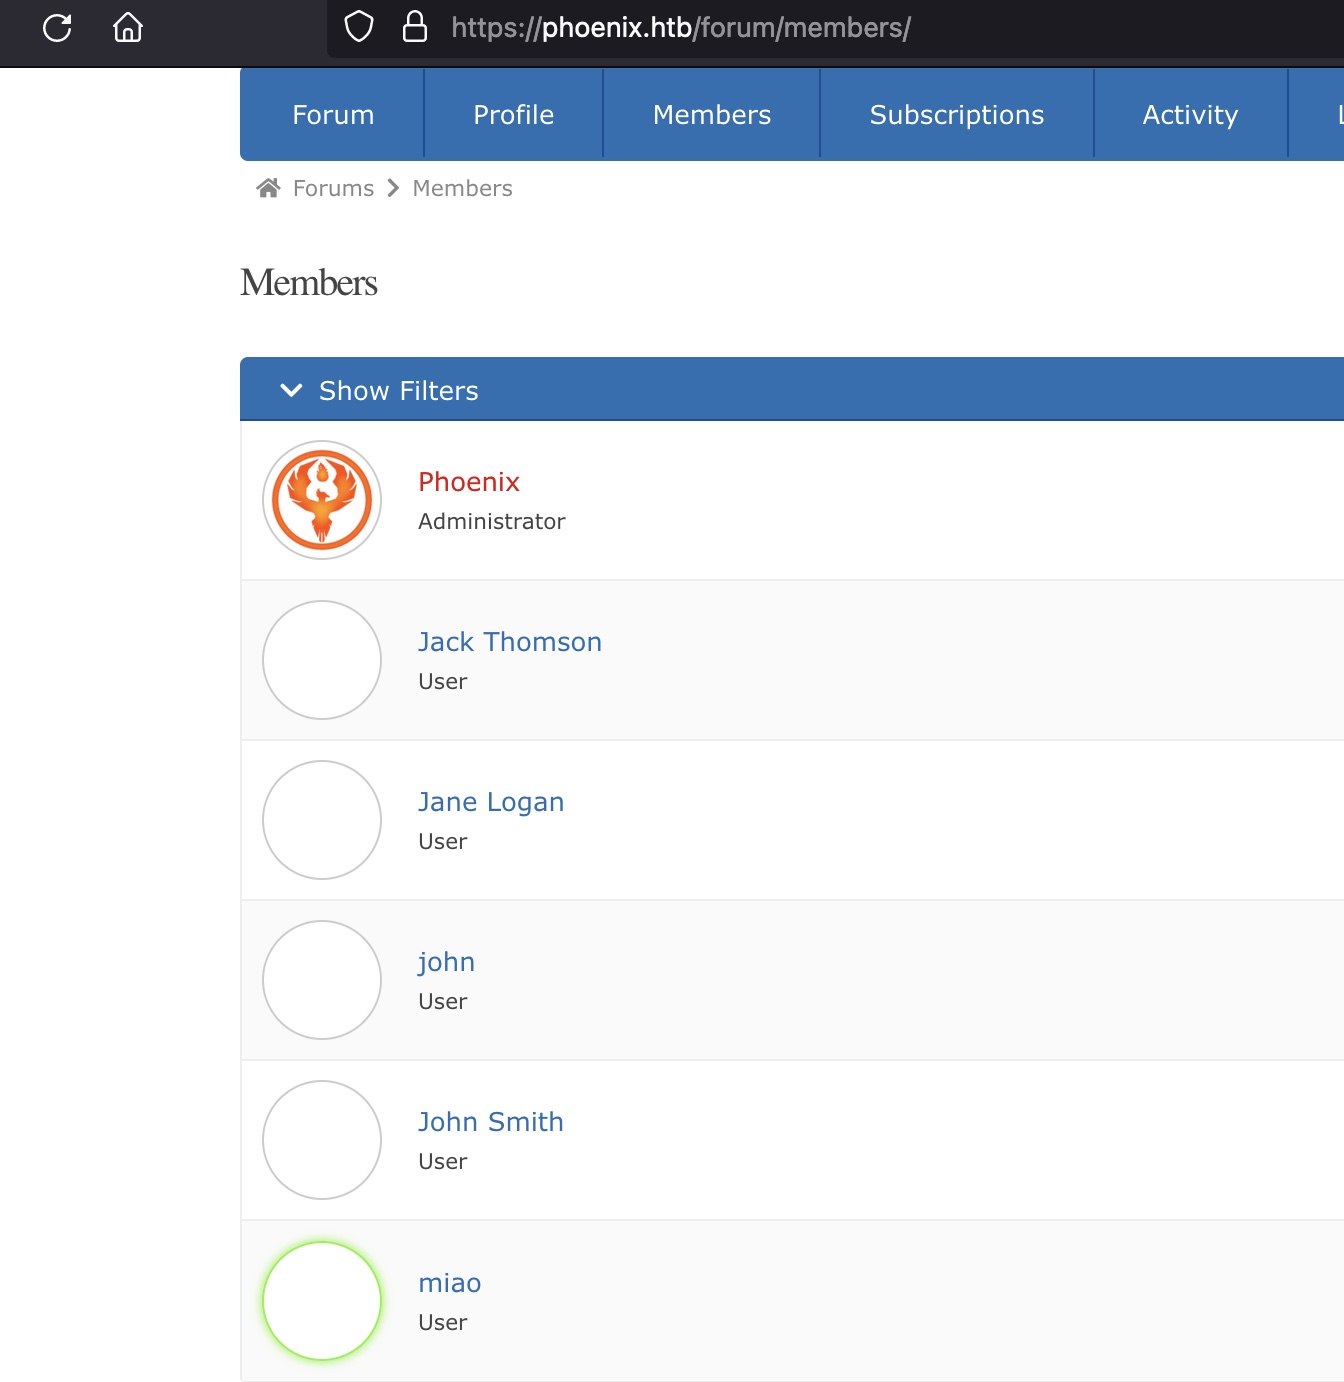 https://phoenix.htb/forum/members/
Forum Profile Members Subscriptions Activity
Forums Members
Members
Show Filters
Phoenix
Administrator
Jack Thomson
User
Jane Logan
User
john
User
John Smith
User
miao
User